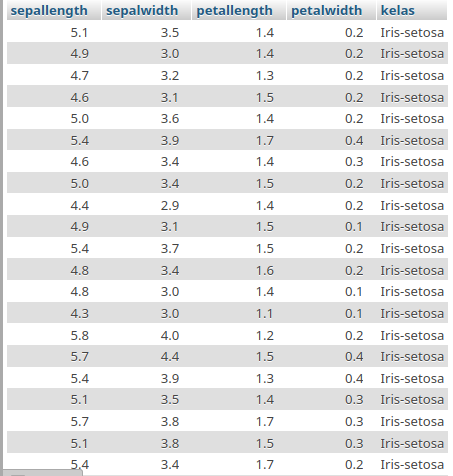 sepallength sepalwidth petallength petalwidth kelas
5.1 3.5 1.4 0.2 Iris-setosa
4.9 3.0 1.4 0.2 Iris-setosa
4.7 3.2 1.3 0.2 Iris-setosa
4.6 3.1 1.5 0.2 Iris-setosa
5.0 3.6 1.4 0.2 Iris-setosa
5.4 3.9 1.7 0.4 Iris-setosa
4.6 3.4 1.4 0.3 Iris-setosa
5.0 3.4 1.5 0.2 Iris-setosa
4.4 2.9 1.4 0.2 Iris-setosa
4.9 3.1 1.5 0.1 Iris-setosa
5.4 3.7 1.5 0.2 Iris-setosa
4.8 3.4 1.6 0.2 Iris-setosa
4.8 3.0 1.4 0.1 Iris-setosa
4.3 3.0 1.1 0.1 Iris-setosa
5.8 4.0 1.2 0.2 Iris-setosa
5.7 4.4 1.5 0.4 Iris-setosa
5.4 3.9 1.3 0.4 Iris-setosa
5.1 3.5 1.4 0.3 Iris-setosa
5.7 3.8 1.7 0.3 Iris-setosa
5.1 3.8 1.5 0.3 Iris-setosa
5.4 3.4 1.7 0.2 Iris-setosa